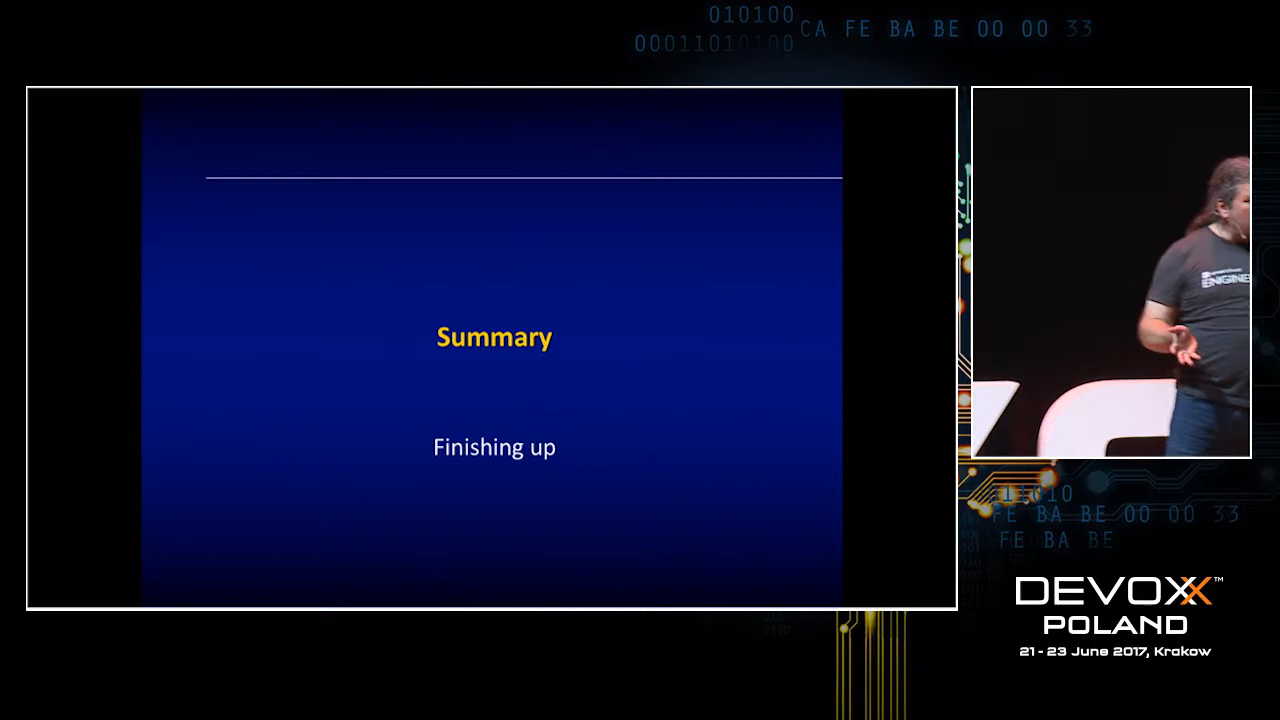 010100
00011010100
CA FE BA BE 00 00 33
Summary
Finishing up
ENGINE
011010
FE BA BE 00 00 33
FE BA BE
DEVOXX™
POLAND
21 - 23 June 2017, Krakow